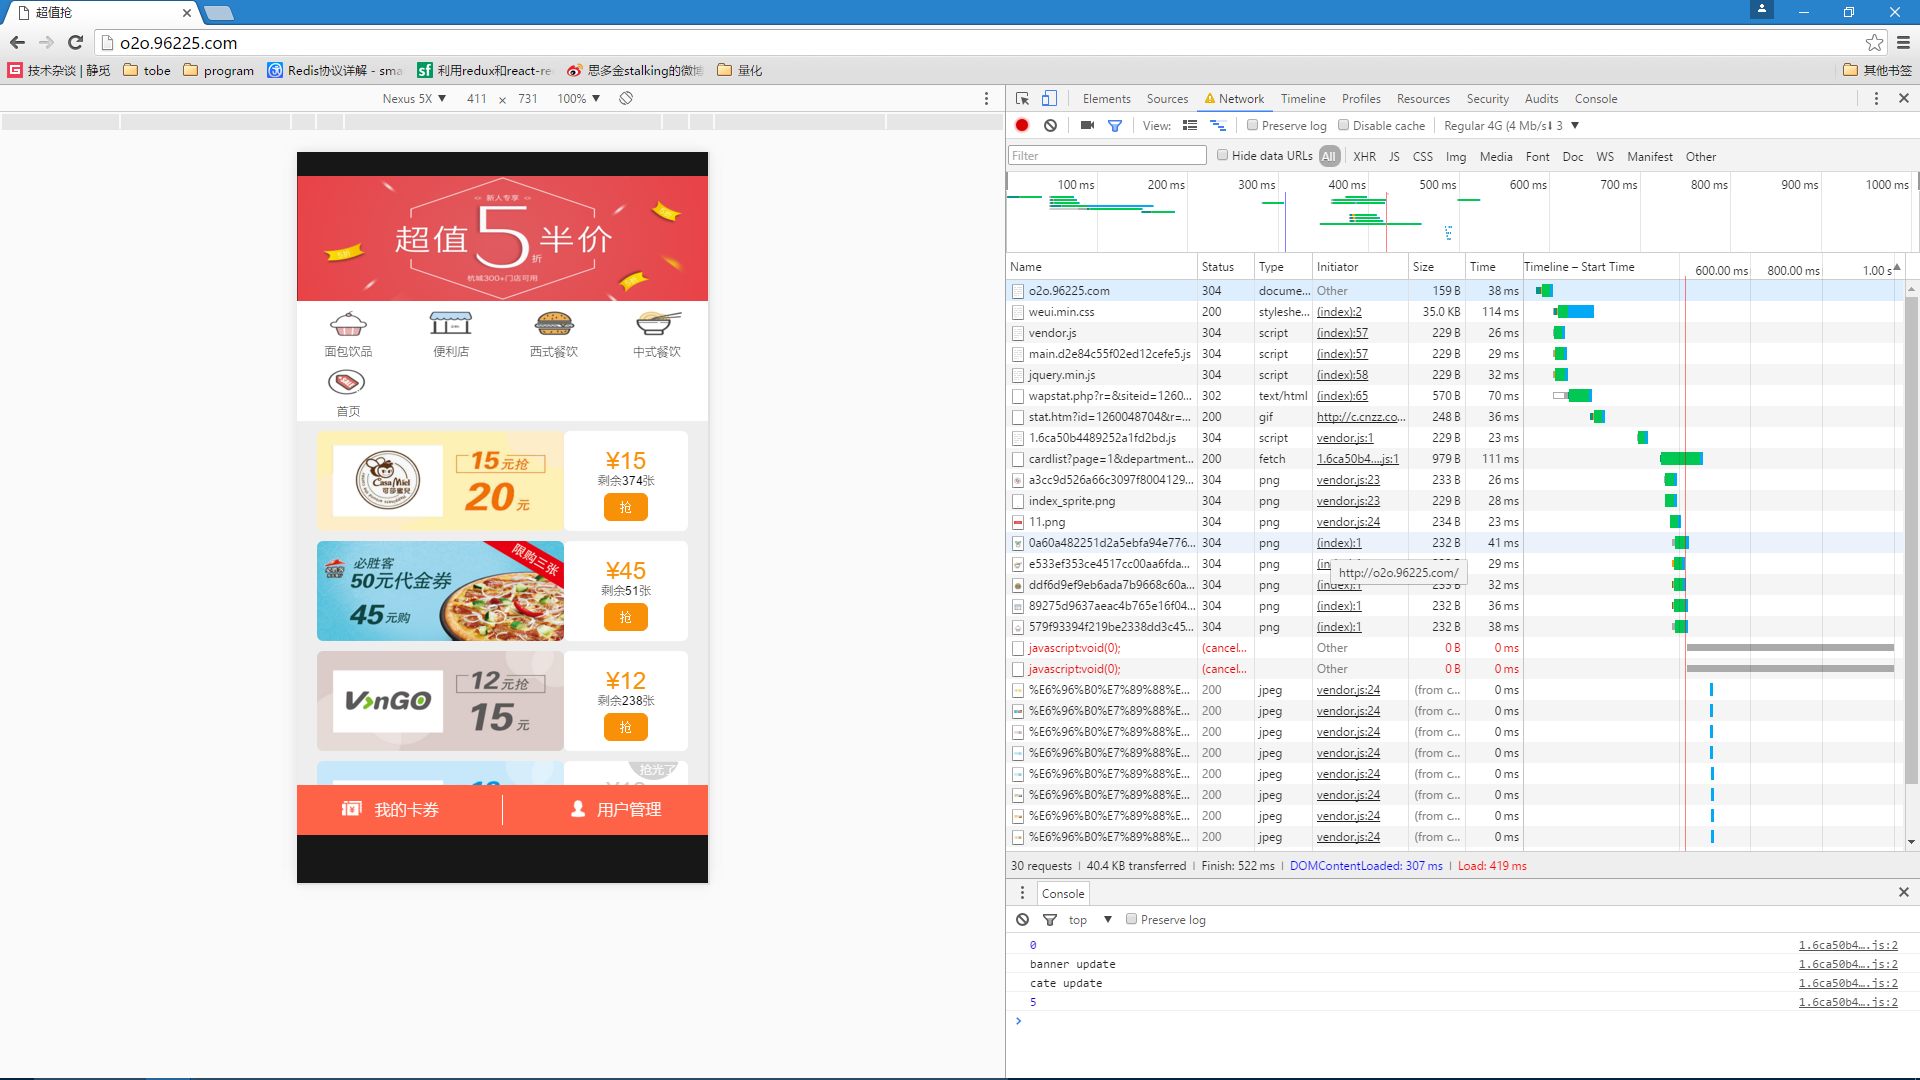 超值抢
o2o.96225.com
技术杂谈 | 静觅
tobe
program
Redis协议详解 - sma
利用redux和react-re
思多金stalking的微博
量化
其他书签
Nexus 5X ▼ 411 x 731 100% ▼
新人专享
超值5折半价
杭城300+门店可用
面包饮品
便利店
西式餐饮
中式餐饮
首页
Casa Miel
可莎蜜兒
15元抢
20元
¥15
剩余374张
抢
必胜客
50元代金券
45元购
限购三张
¥45
剩余51张
抢
VanGO
12元抢
15元
¥12
剩余238张
抢
抢光了
我的卡券
用户管理
Elements Sources Network Timeline Profiles Resources Security Audits Console
View: Preserve log Disable cache Regular 4G (4 Mb/s⬇ 3 ▼
Filter Hide data URLs All XHR JS CSS Img Media Font Doc WS Manifest Other
100 ms 200 ms 300 ms 400 ms 500 ms 600 ms 700 ms 800 ms 900 ms 1000 ms
Name Status Type Initiator Size Time Timeline – Start Time 600.00 ms 800.00 ms 1.00 s
o2o.96225.com 304 docume... Other 159 B 38 ms
weui.min.css 200 styleshe... (index):2 35.0 KB 114 ms
vendor.js 304 script (index):57 229 B 26 ms
main.d2e84c55f02ed12cefe5.js 304 script (index):57 229 B 29 ms
jquery.min.js 304 script (index):58 229 B 32 ms
wapstat.php?r=&siteid=1260... 302 text/html (index):65 570 B 70 ms
stat.htm?id=1260048704&r=... 200 gif http://c.cnzz.co... 248 B 36 ms
1.6ca50b4489252a1fd2bd.js 304 script vendor.js:1 229 B 23 ms
cardlist?page=1&department... 200 fetch 1.6ca50b4....js:1 979 B 111 ms
a3cc9d526a66c3097f8004129... 304 png vendor.js:23 233 B 26 ms
index_sprite.png 304 png vendor.js:23 229 B 28 ms
11.png 304 png vendor.js:24 234 B 23 ms
0a60a482251d2a5ebfa94e776... 304 png (index):1 232 B 41 ms
e533ef353ce4517cc00aa6fda... 304 png 29 ms
http://o2o.96225.com/
ddf6d9ef9eb6ada7b9668c60a... 304 png (index):1 233 B 32 ms
89275d9637aeac4b765e16f04... 304 png (index):1 232 B 36 ms
579f93394f219be2338dd3c45... 304 png (index):1 232 B 38 ms
javascript:void(0); (cancel... Other 0 B 0 ms
javascript:void(0); (cancel... Other 0 B 0 ms
%E6%96%B0%E7%89%88%E... 200 jpeg vendor.js:24 (from c... 0 ms
%E6%96%B0%E7%89%88%E... 200 jpeg vendor.js:24 (from c... 0 ms
%E6%96%B0%E7%89%88%E... 200 jpeg vendor.js:24 (from c... 0 ms
%E6%96%B0%E7%89%88%E... 200 jpeg vendor.js:24 (from c... 0 ms
%E6%96%B0%E7%89%88%E... 200 jpeg vendor.js:24 (from c... 0 ms
%E6%96%B0%E7%89%88%E... 200 jpeg vendor.js:24 (from c... 0 ms
%E6%96%B0%E7%89%88%E... 200 jpeg vendor.js:24 (from c... 0 ms
%E6%96%B0%E7%89%88%E... 200 jpeg vendor.js:24 (from c... 0 ms
30 requests | 40.4 KB transferred | Finish: 522 ms | DOMContentLoaded: 307 ms | Load: 419 ms
Console
top ▼ Preserve log
0 1.6ca50b4….js:2
banner update 1.6ca50b4….js:2
cate update 1.6ca50b4….js:2
5 1.6ca50b4….js:2